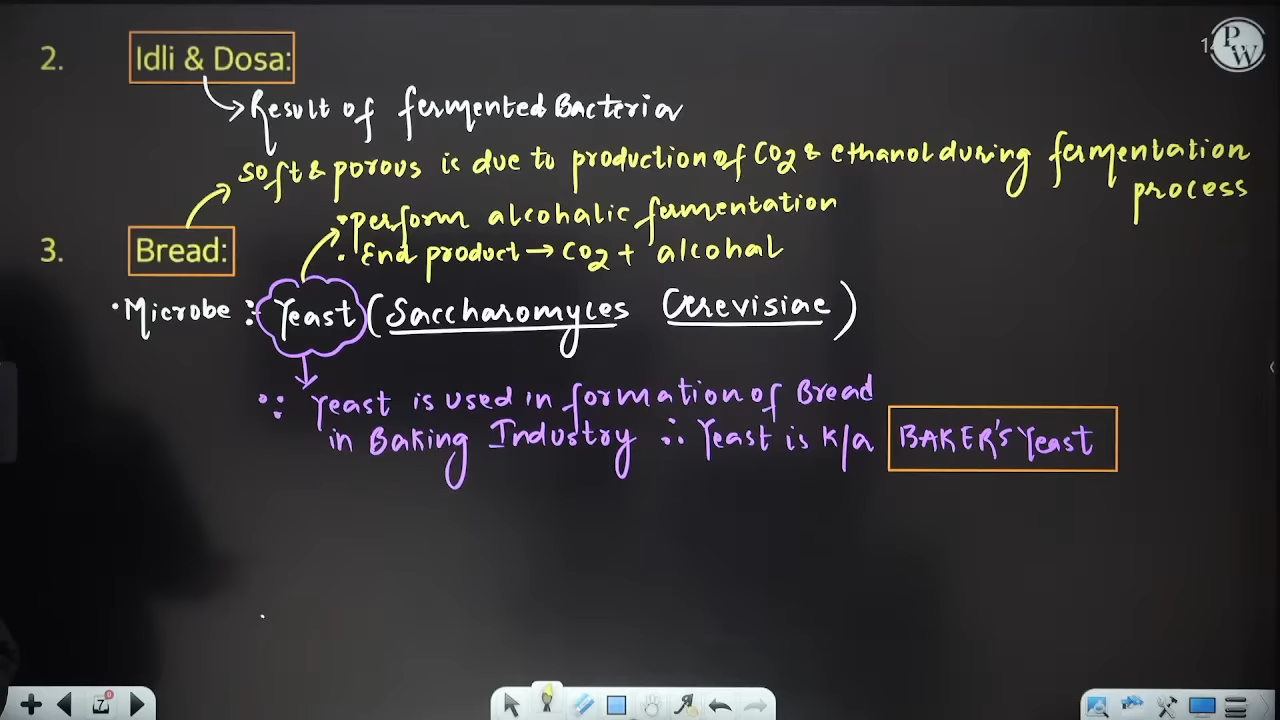 2. Idli & Dosa:
PW
Result of fermented Bacteria
soft & porous is due to production of CO2 & ethanol during fermentation
process
• Perform alcoholic fermentation
3. Bread:
• End product → CO2 + alcohal
• Microbe :- Yeast (Saccharomyces Cerevisiae)
∵ Yeast is used in formation of Bread
in Baking Industry ∴ Yeast is k/a BAKER'S Yeast